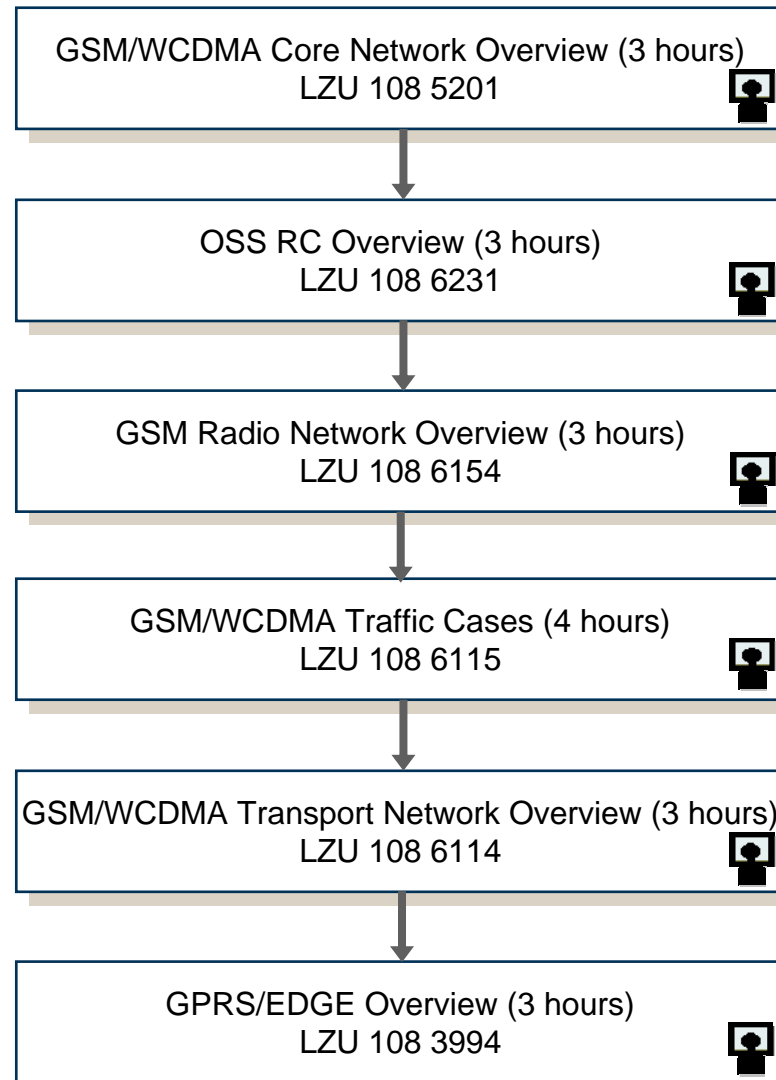 GSM/WCDMA Core Network Overview (3 hours)
LZU 108 5201
OSS RC Overview (3 hours)
LZU 108 6231
GSM Radio Network Overview (3 hours)
LZU 108 6154
GSM/WCDMA Traffic Cases (4 hours)
LZU 108 6115
GSM/WCDMA Transport Network Overview (3 hours)
LZU 108 6114
GPRS/EDGE Overview (3 hours)
LZU 108 3994